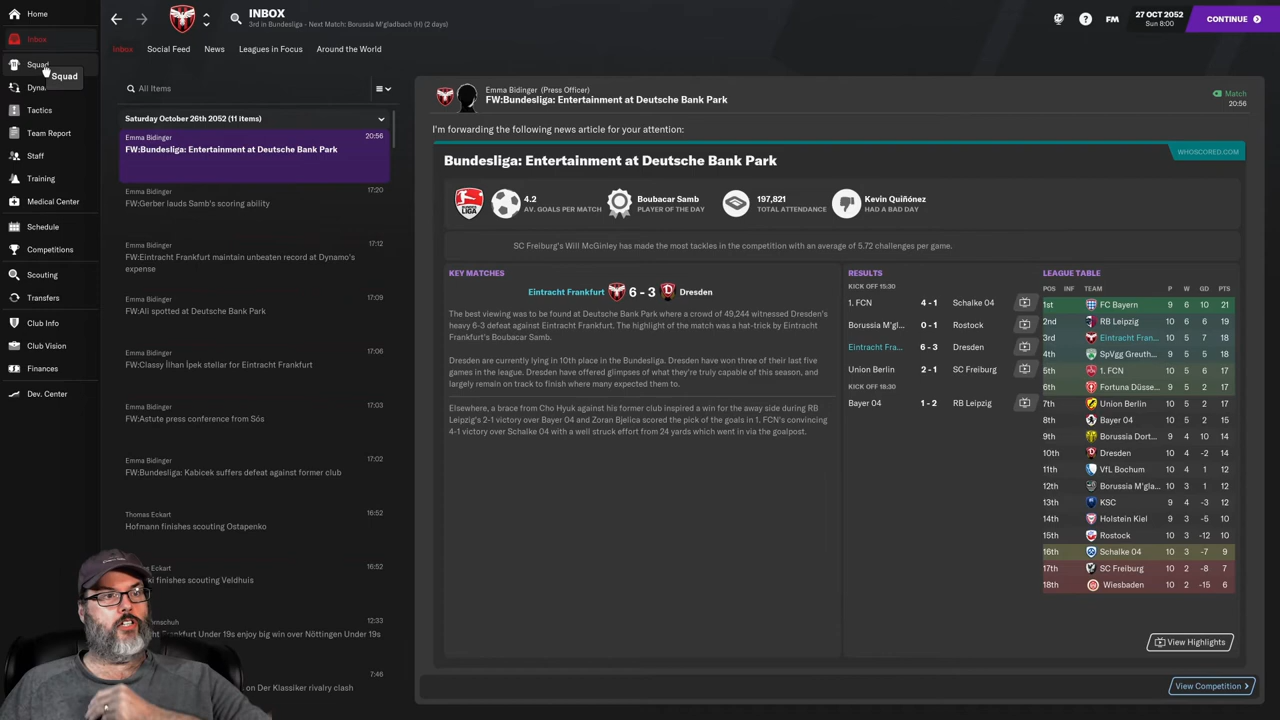 Home
Inbox
Squad
Squad
Dyna
Tactics
Team Report
Staff
Training
Medical Center
Schedule
Competitions
Scouting
Transfers
Club Info
Club Vision
Finances
Dev. Center
INBOX
3rd in Bundesliga - Next Match: Borussia M'gladbach (H) (2 days)
FM
27 OCT 2052
Sun 8:00
CONTINUE
Inbox
Social Feed
News
Leagues in Focus
Around the World
All Items
Saturday October 26th 2052 (11 items)
Emma Bidinger
20:56
FW:Bundesliga: Entertainment at Deutsche Bank Park
Emma Bidinger
17:20
FW:Gerber lauds Samb's scoring ability
Emma Bidinger
17:12
FW:Eintracht Frankfurt maintain unbeaten record at Dynamo's
expense
Emma Bidinger
17:09
FW:All spotted at Deutsche Bank Park
Emma Bidinger
17:06
FW:Classy İlhan İpek stellar for Eintracht Frankfurt
Emma Bidinger
17:03
FW:Astute press conference from Sós
Emma Bidinger
17:02
FW:Bundesliga: Kabicek suffers defeat against former club
Thomas Eckart
16:52
Hofmann finishes scouting Ostapenko
16:52
ki finishes scouting Veldhuis
12:33
ht Frankfurt Under 19s enjoy big win over Nöttingen Under 19s
7:46
on Der Klassiker rivalry clash
Emma Bidinger (Press Officer)
FW:Bundesliga: Entertainment at Deutsche Bank Park
Match
20:56
I'm forwarding the following news article for your attention:
WHOSCORED.COM
Bundesliga: Entertainment at Deutsche Bank Park
4.2
AV. GOALS PER MATCH
Boubacar Samb
PLAYER OF THE DAY
197,821
TOTAL ATTENDANCE
Kevin Quiñónez
HAD A BAD DAY
SC Freiburg's Will McGinley has made the most tackles in the competition with an average of 5.72 challenges per game.
KEY MATCHES
Eintracht Frankfurt 6 - 3 Dresden
The best viewing was to be found at Deutsche Bank Park where a crowd of 49,244 witnessed Dresden's
heavy 6-3 defeat against Eintracht Frankfurt. The highlight of the match was a hat-trick by Eintracht
Frankfurt's Boubacar Samb.
Dresden are currently lying in 10th place in the Bundesliga. Dresden have won three of their last five
games in the league. Dresden have offered glimpses of what they're truly capable of this season, and
largely remain on track to finish where many expected them to.
Elsewhere, a brace from Cho Hyuk against his former club inspired a win for the away side during RB
Leipzig's 2-1 victory over Bayer 04 and Zoran Bjelica scored the pick of the goals in 1. FCN's convincing
4-1 victory over Schalke 04 with a well struck effort from 24 yards which went in via the goalpost.
RESULTS
KICK OFF 15:30
1. FCN 4 - 1 Schalke 04
Borussia M'gl... 0 - 1 Rostock
Eintracht Fra... 6 - 3 Dresden
Union Berlin 2 - 1 SC Freiburg
KICK OFF 18:30
Bayer 04 1 - 2 RB Leipzig
LEAGUE TABLE
POS INF TEAM P W GD PTS
1st FC Bayern 9 6 10 21
2nd RB Leipzig 10 6 6 19
3rd Eintracht Fran... 10 5 7 18
4th SpVgg Greuth... 9 5 5 18
5th 1. FCN 10 5 6 17
6th Fortuna Düsse... 9 5 2 17
7th Union Berlin 10 5 2 17
8th Bayer 04 10 5 2 15
9th Borussia Dort... 9 4 10 14
10th Dresden 10 4 -2 14
11th VfL Bochum 10 4 1 12
12th Borussia M'gla... 10 3 1 12
13th KSC 9 4 -3 12
14th Holstein Kiel 9 3 -5 10
15th Rostock 10 3 -12 10
16th Schalke 04 10 3 -7 9
17th SC Freiburg 10 2 -8 7
18th Wiesbaden 10 2 -15 6
View Highlights
View Competition